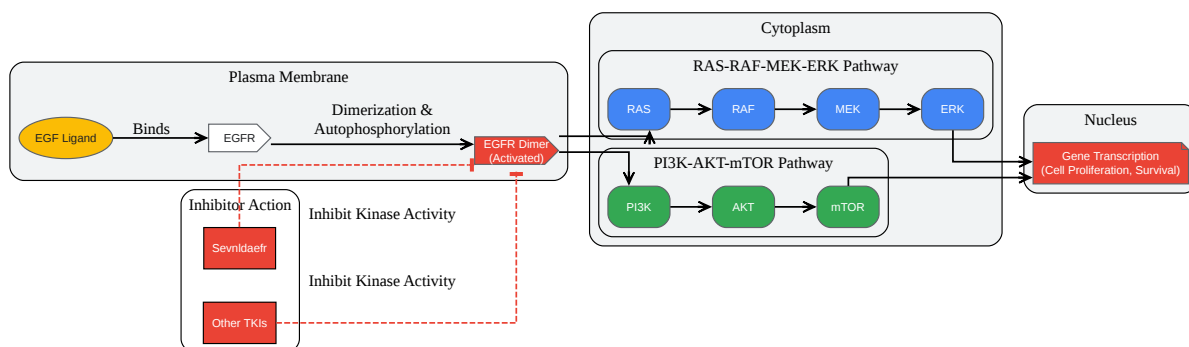 Cytoplasm
RAS-RAF-MEK-ERK Pathway
Plasma Membrane
RAS
RAF
MEK
ERK
Dimerization &
Autophosphorylation
EGF Ligand
Binds
EGFR
EGFR Dimer
(Activated)
Nucleus
Gene Transcription
(Cell Proliferation, Survival)
PI3K-AKT-mTOR Pathway
PI3K
AKT
mTOR
Inhibitor Action
Inhibit Kinase Activity
Sevnldaefr
Inhibit Kinase Activity
Other TKIs